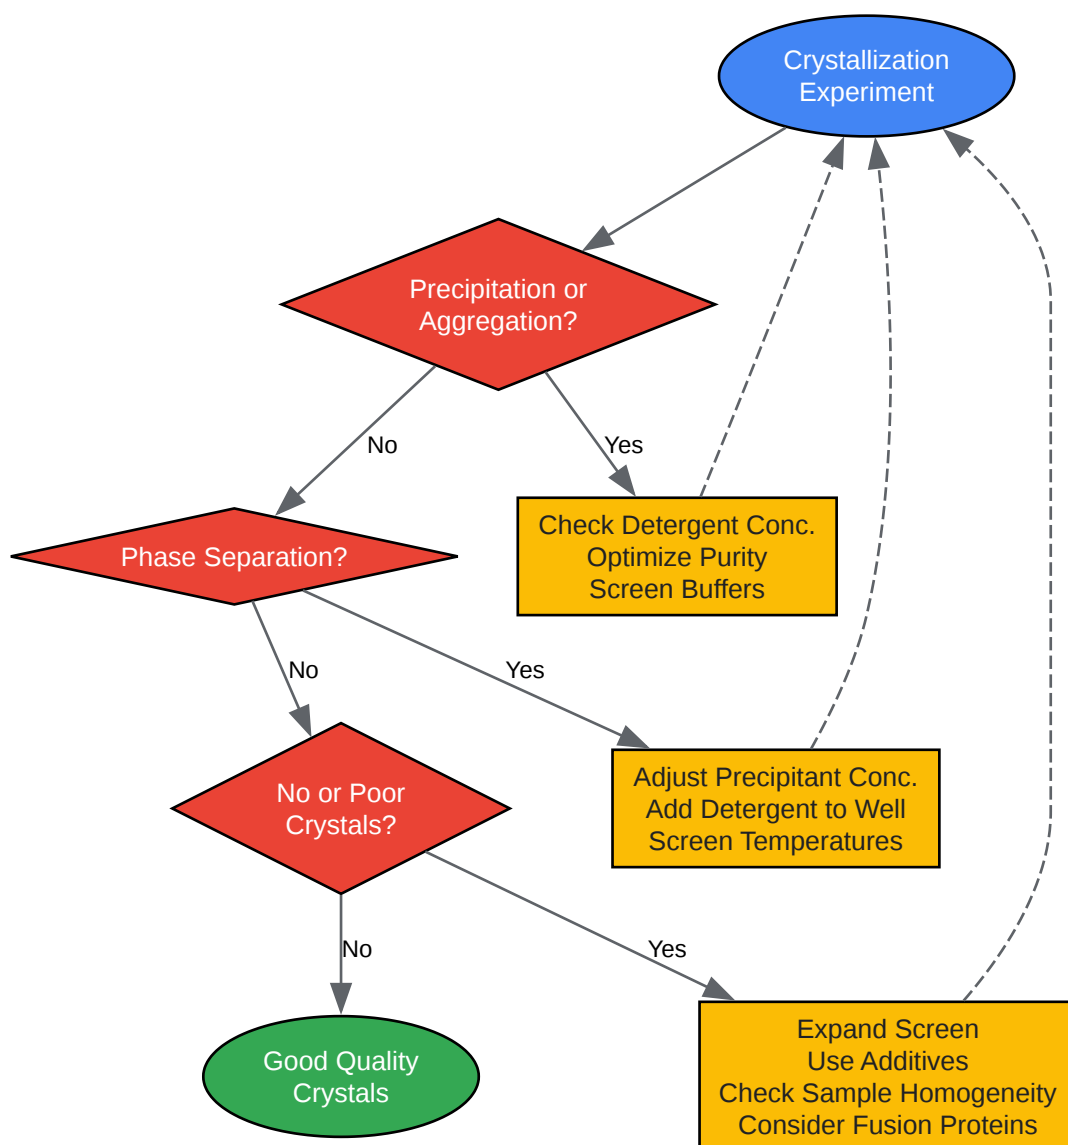 Crystallization
Experiment
Precipitation or
Aggregation?
No
Yes
Check Detergent Conc.
Optimize Purity
Screen Buffers
Phase Separation?
No
Yes
Adjust Precipitant Conc.
Add Detergent to Well
Screen Temperatures
No or Poor
Crystals?
No
Yes
Expand Screen
Use Additives
Check Sample Homogeneity
Consider Fusion Proteins
Good Quality
Crystals